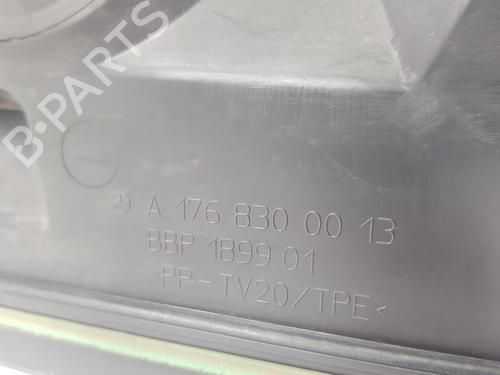 B-PARTS
A 176 830 00 13
BBP 1899.01
>PP-TV20/TPE<